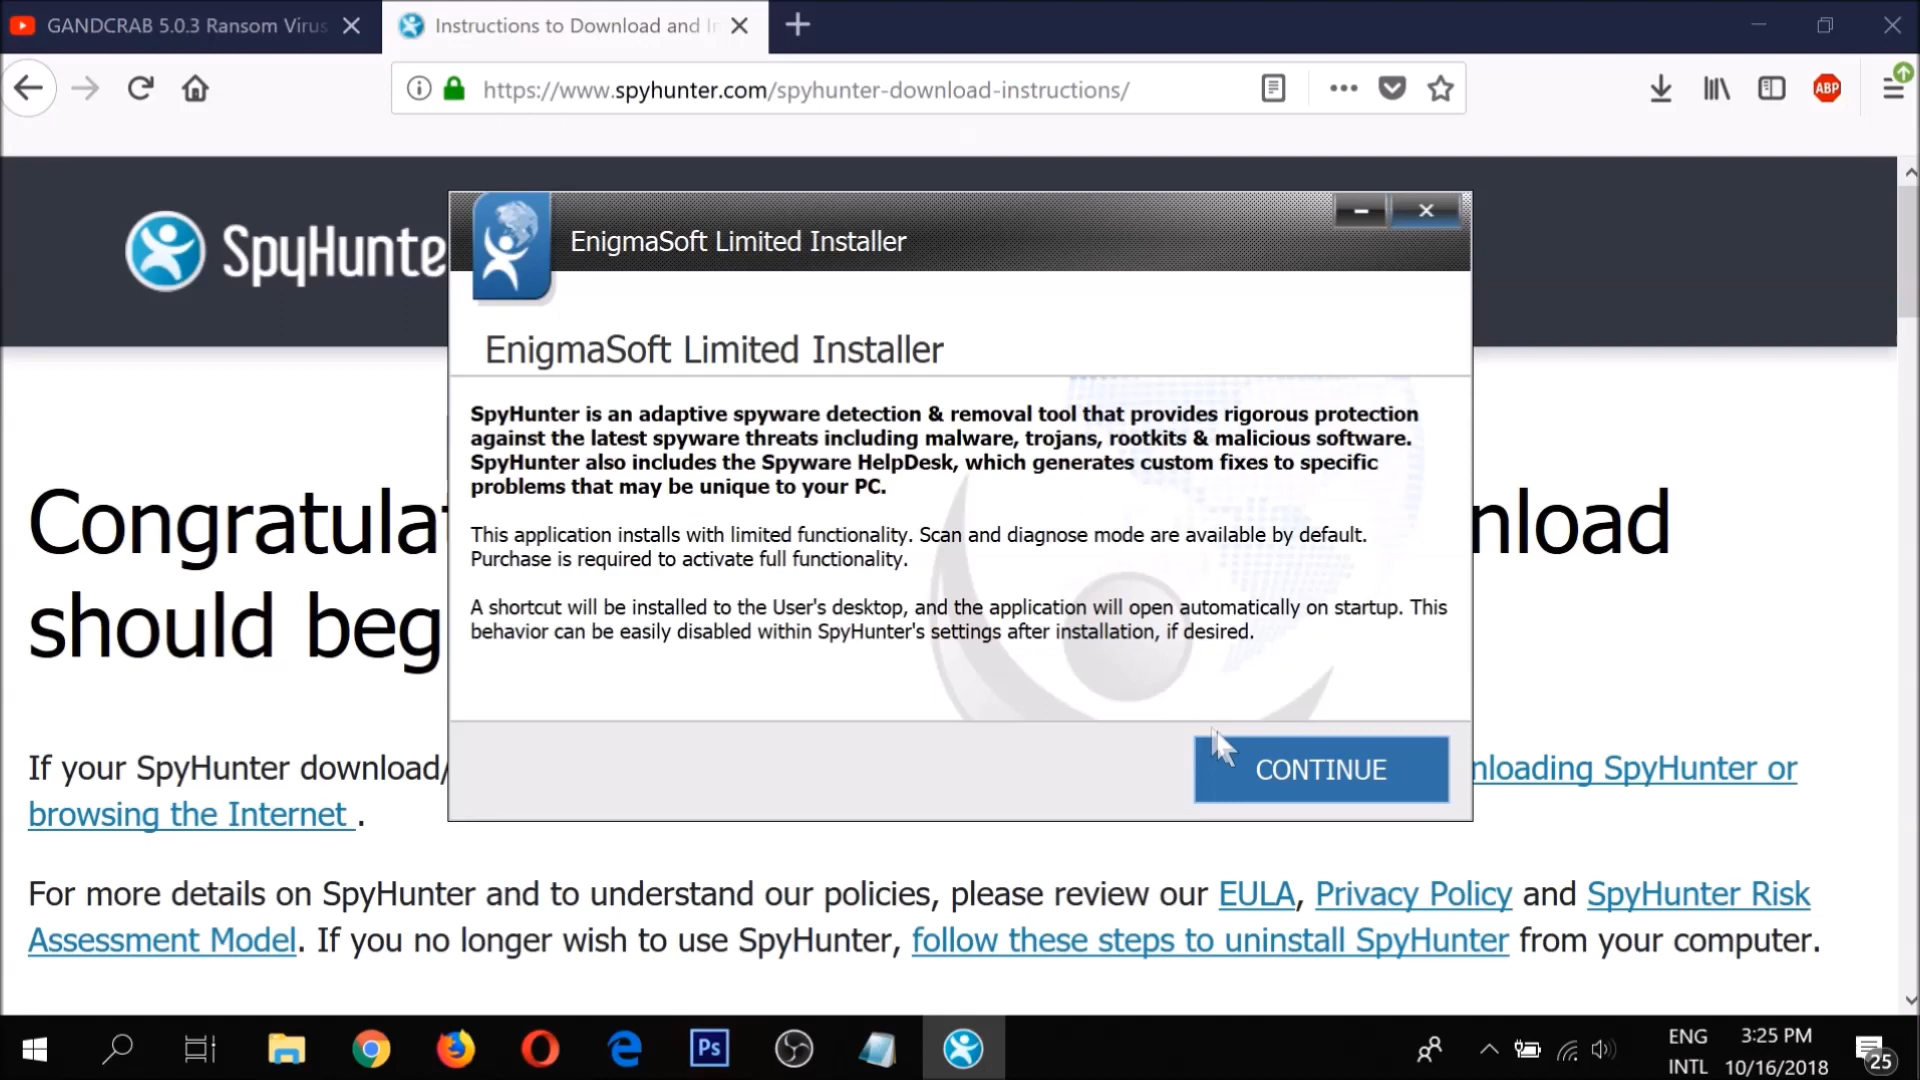 GANDCRAB 5.0.3 Ransom Virus
Instructions to Download and I
https://www.spyhunter.com/spyhunter-download-instructions/
ABP
SpyHunte
EnigmaSoft Limited Installer
EnigmaSoft Limited Installer
SpyHunter is an adaptive spyware detection & removal tool that provides rigorous protection
against the latest spyware threats including malware, trojans, rootkits & malicious software.
SpyHunter also includes the Spyware HelpDesk, which generates custom fixes to specific
problems that may be unique to your PC.
This application installs with limited functionality. Scan and diagnose mode are available by default.
Purchase is required to activate full functionality.
A shortcut will be installed to the User's desktop, and the application will open automatically on startup. This
behavior can be easily disabled within SpyHunter's settings after installation, if desired.
CONTINUE
Congratulat nload
should beg
If your SpyHunter download/ nloading SpyHunter or
browsing the Internet .
For more details on SpyHunter and to understand our policies, please review our EULA, Privacy Policy and SpyHunter Risk
Assessment Model. If you no longer wish to use SpyHunter, follow these steps to uninstall SpyHunter from your computer.
Ps
ENG
INTL
3:25 PM
10/16/2018
25